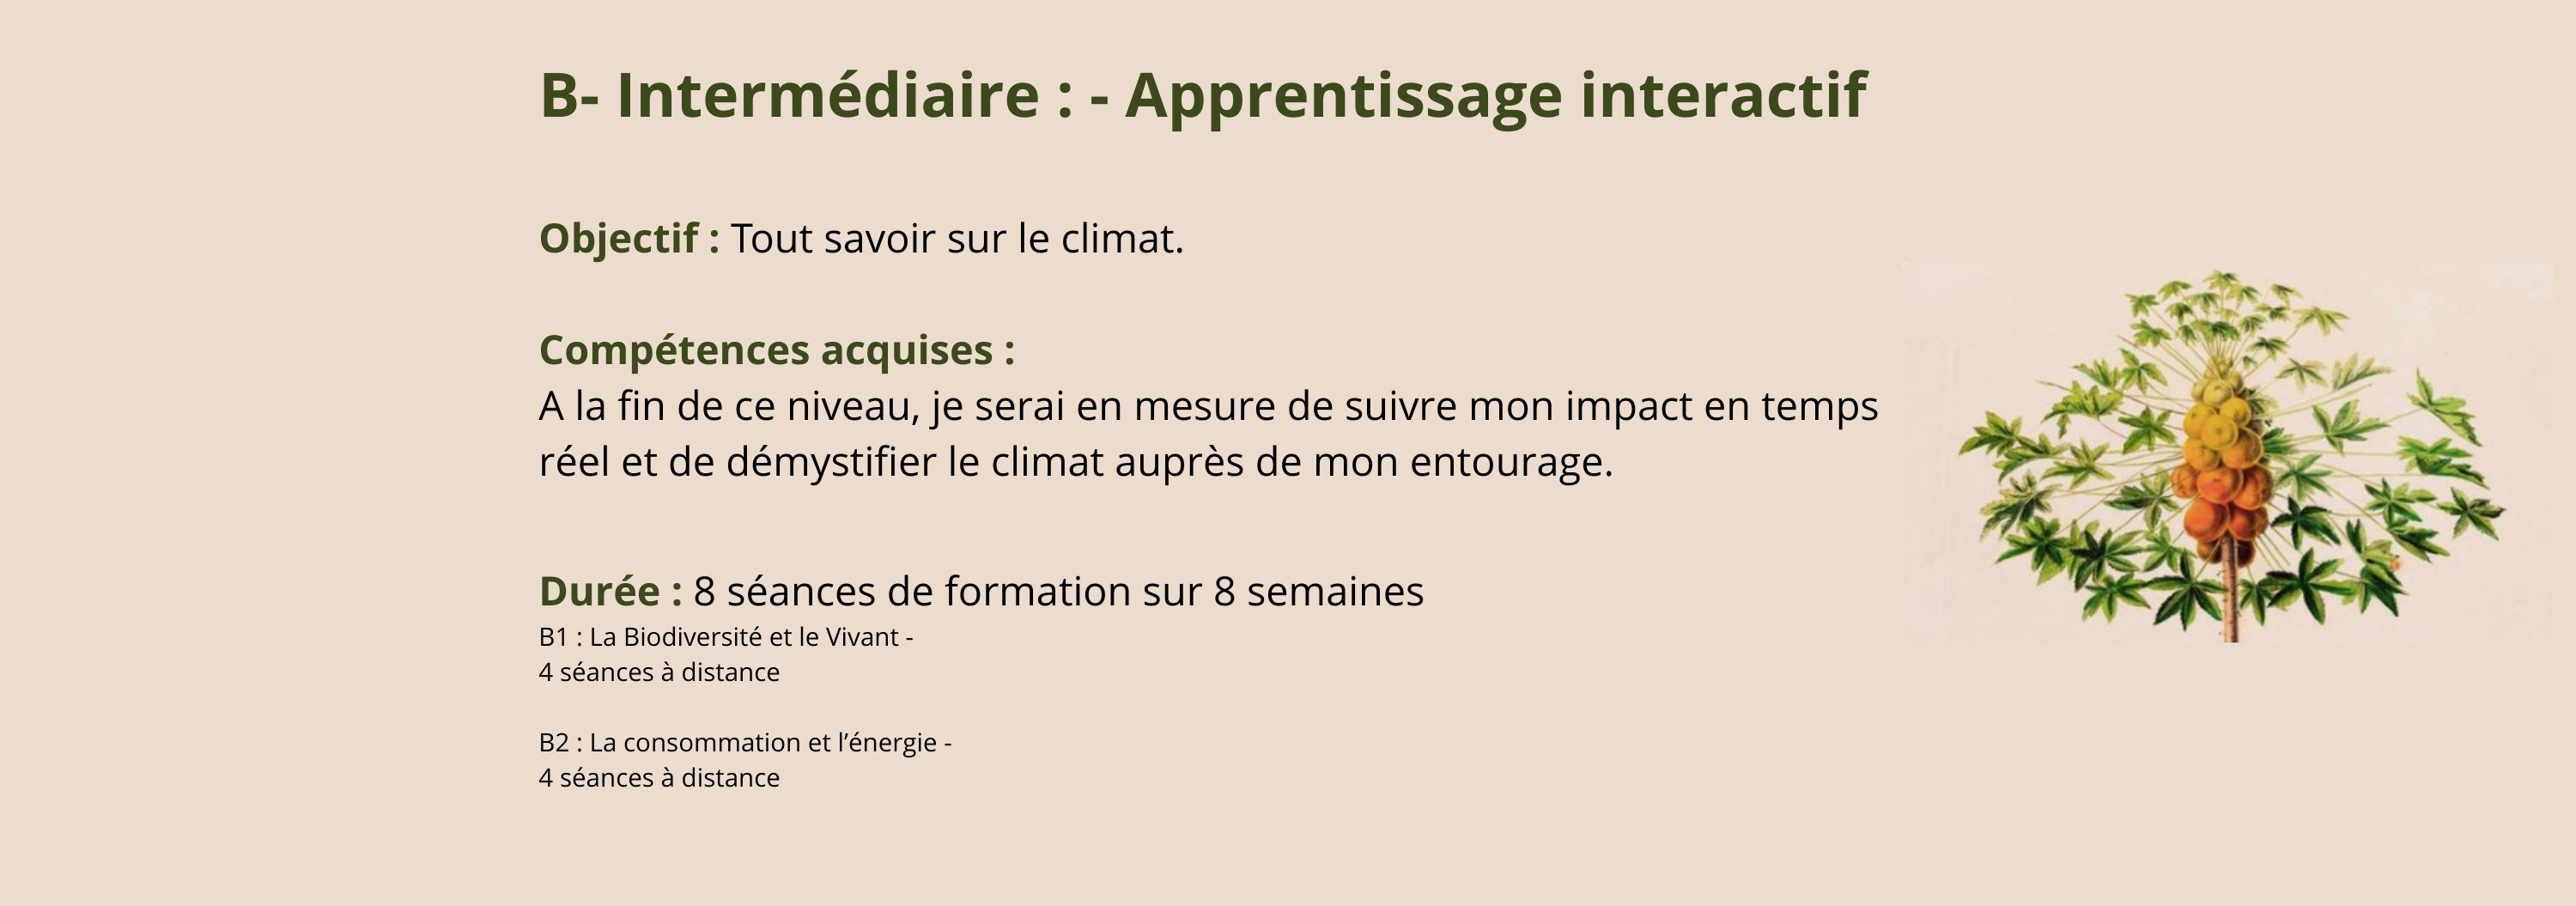 B- Intermédiaire : - Apprentissage interactif
Objectif : Tout savoir sur le climat.
Compétences acquises :
A la fin de ce niveau, je serai en mesure de suivre mon impact en temps
réel et de démystifier le climat auprès de mon entourage.
Durée : 8 séances de formation sur 8 semaines
B1 : La Biodiversité et le Vivant -
4 séances à distance
B2 : La consommation et l’énergie -
4 séances à distance